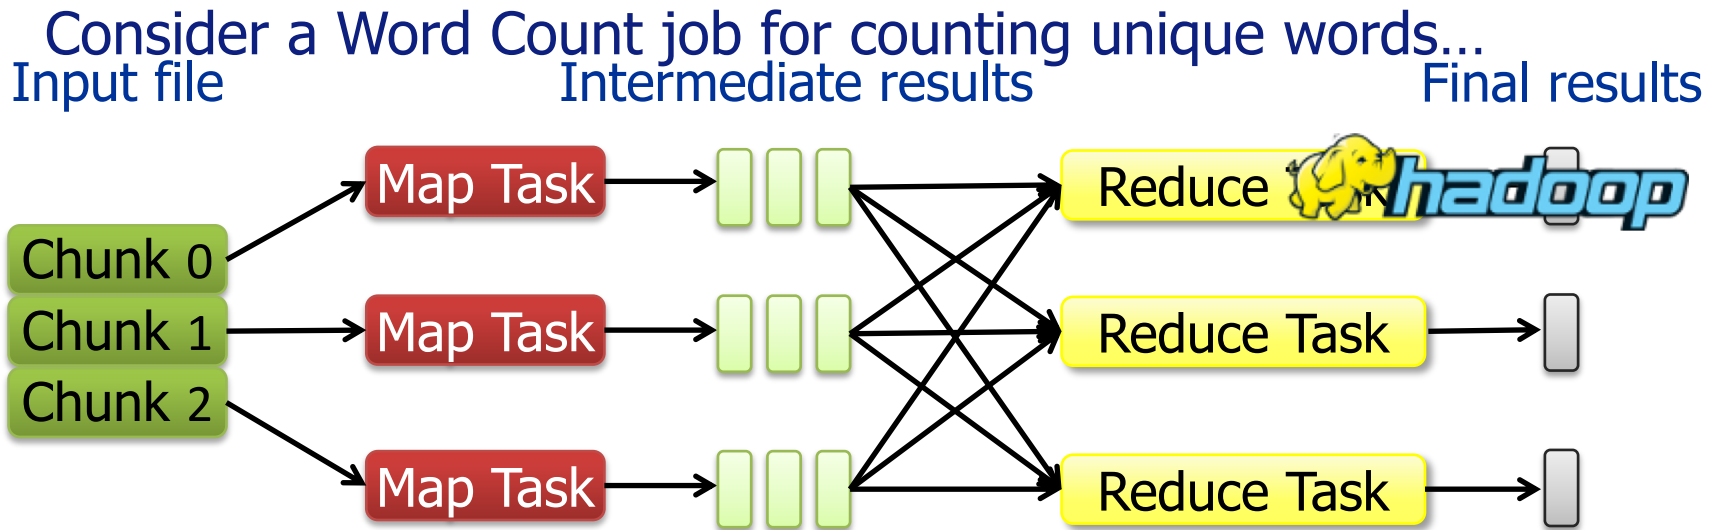 Consider a Word Count job for counting unique words...
Input file
Intermediate results
Final results
Map Task
Reduce
hadoop
Chunk 0
Chunk 1
Chunk 2
Map Task
Reduce Task
Map Task
Reduce Task